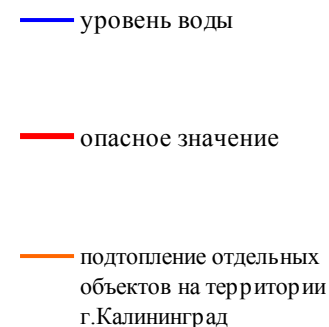 уровень воды
опасное значение
подтопление отдельных
объектов на территории
г.Калининград